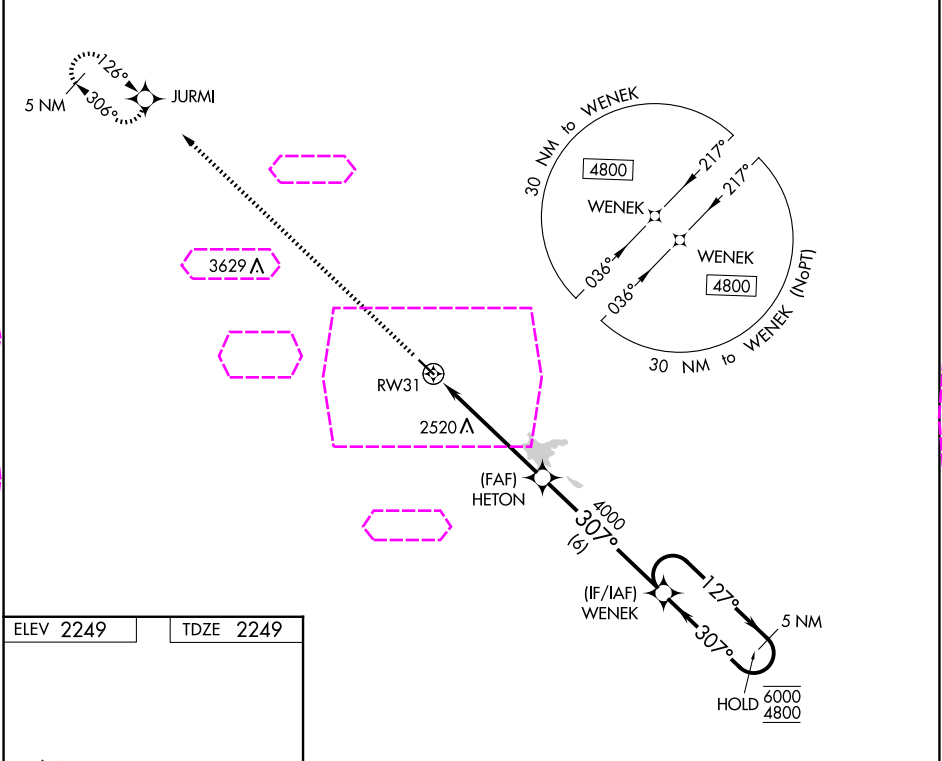 126°
306°
5 NM
JURMI
30 NM to WENEK
4800
217°
217°
WENEK
WENEK
036°
036°
4800
30 NM to WENEK (NoPT)
3629
RW31
2520
(FAF)
HETON
4000
307°
(6)
(IF/IAF)
WENEK
127°
307°
5 NM
HOLD
6000
4800
ELEV 2249
TDZE 2249